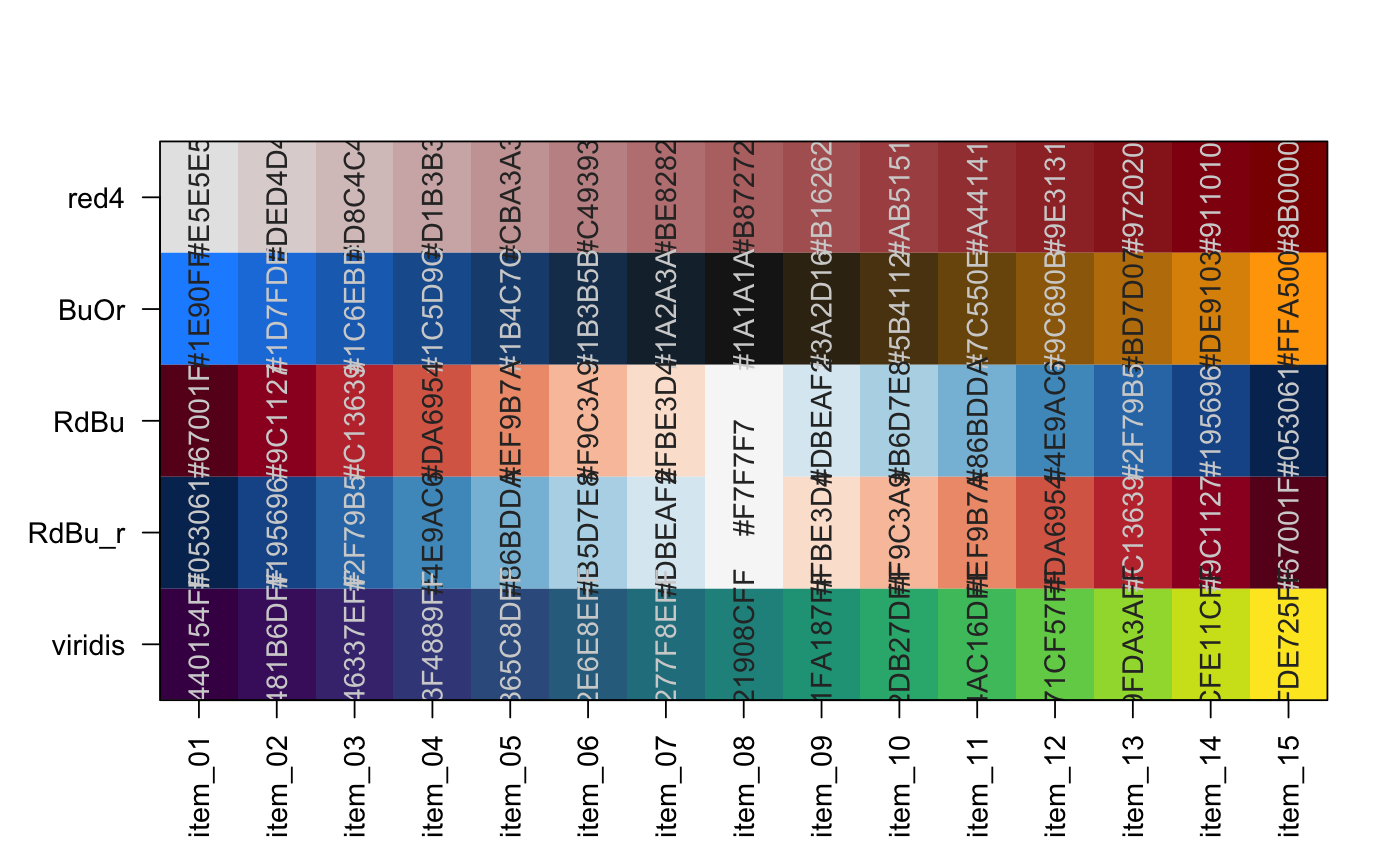 red4
#E5E5E5 #DED4D4 #D8C4C4 #D1B3B3 #CBA3A3 #C49393 #BE8282 #B87272 #B16262 #AB5151 #A44141 #9E3131 #972020 #911010 #8B0000
BuOr
#1E90FF #1D7FDE #1C6EBD #1C5D9C #1B4C7C #1B3B5B #1A2A3A #1A1A1A #3A2D16 #5B4112 #7C550E #9C690B #BD7D07 #DE9103 #FFA500
RdBu
#67001F #9C1127 #C13639 #DA6954 #EF9B7A #F9C3A9 #FBE3D4 #F7F7F7 #DBEAF2 #B6D7E8 #86BDDA #4E9AC6 #2F79B5 #195696 #053061
RdBu_r
#053061 #195696 #2F79B5 #4E9AC6 #86BDDA #B5D7E8 #DBEAF2 #F7F7F7 #FBE3D4 #F9C3A9 #EF9B7A #DA6954 #C13639 #9C1127 #67001F
viridis
440154FF 481B6DFF 46337EFF 3F4889FF 365C8DFF 2E6E8EFF 277F8EFF 21908CFF 1FA187FF 2DB27DFF 4AC16DFF 71CF57FF 9FDA3AFF CFE11CFF FDE725FF
item_01 item_02 item_03 item_04 item_05 item_06 item_07 item_08 item_09 item_10 item_11 item_12 item_13 item_14 item_15